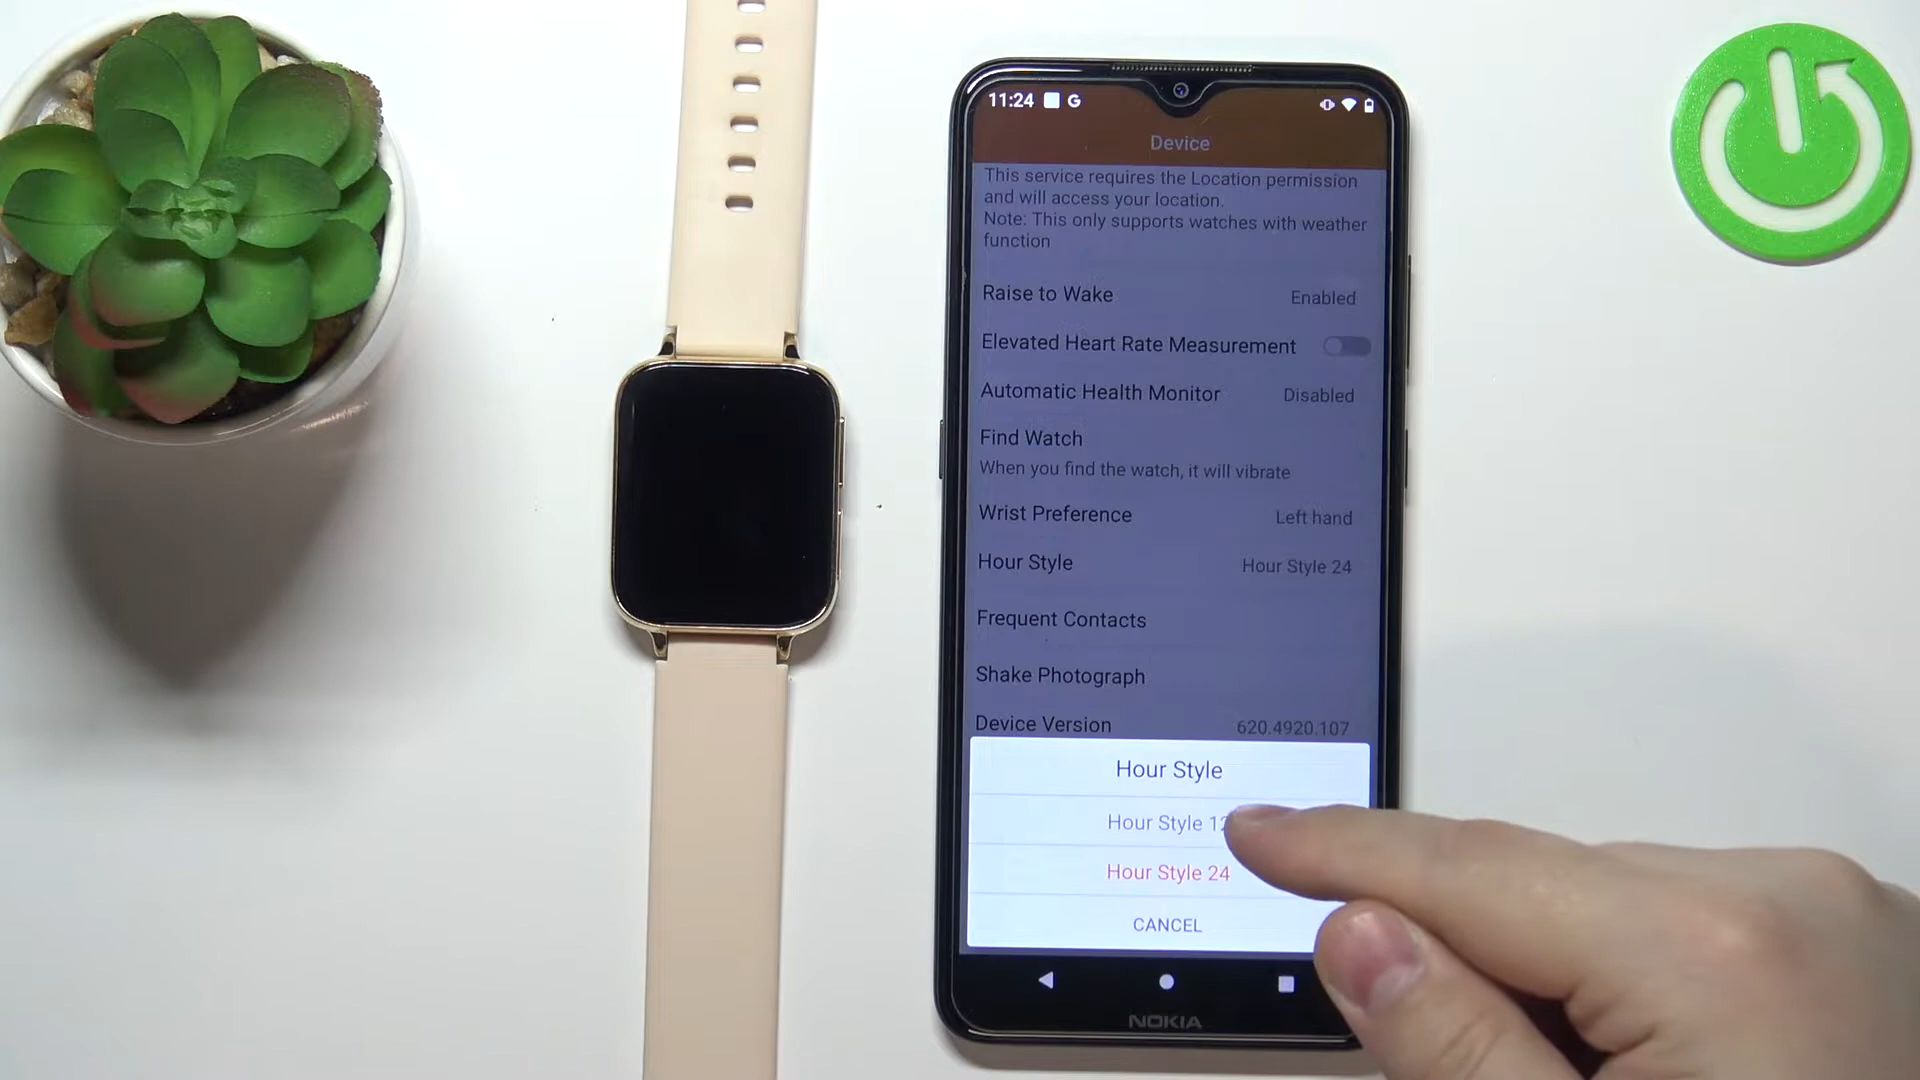 11:24 G
Device
This service requires the Location permission
and will access your location.
Note: This only supports watches with weather
function
Raise to Wake Enabled
Elevated Heart Rate Measurement
Automatic Health Monitor Disabled
Find Watch
When you find the watch, it will vibrate
Wrist Preference Left hand
Hour Style Hour Style 24
Frequent Contacts
Shake Photograph
Device Version 620.4920.107
Hour Style
Hour Style 12
Hour Style 24
CANCEL
NOKIA